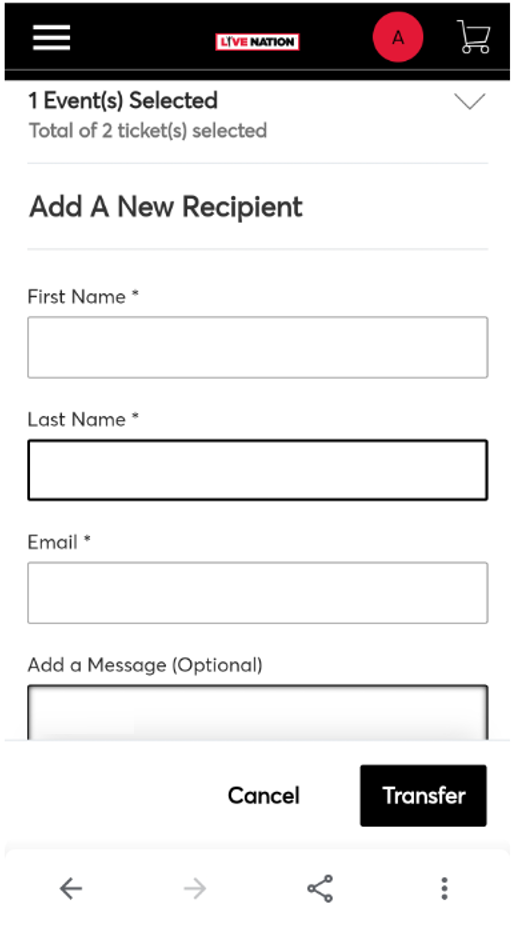 LIVE NATION
A
1 Event(s) Selected
Total of 2 ticket(s) selected
Add A New Recipient
First Name *
Last Name *
Email *
Add a Message (Optional)
Cancel
Transfer